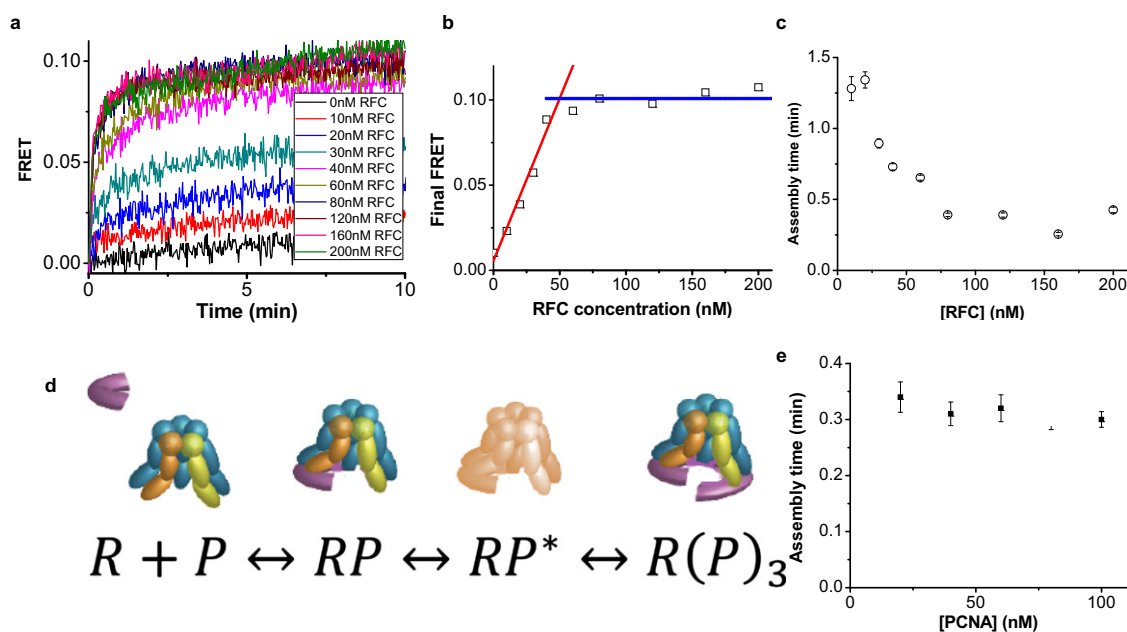 a
FRET
0.10
0.05
0.00
0
5
10
Time (min)
0nM RFC
10nM RFC
20nM RFC
30nM RFC
40nM RFC
60nM RFC
80nM RFC
120nM RFC
160nM RFC
200nM RFC
b
Final FRET
0.10
0.05
0.00
0
50
100
150
200
RFC concentration (nM)
c
Assembly time (min)
1.5
1.0
0.5
0.0
0
50
100
150
200
[RFC] (nM)
d
R + P ↔ RP ↔ RP* ↔ R(P)₃
e
Assembly time (min)
0.4
0.3
0.2
0.1
0.0
0
50
100
[PCNA] (nM)